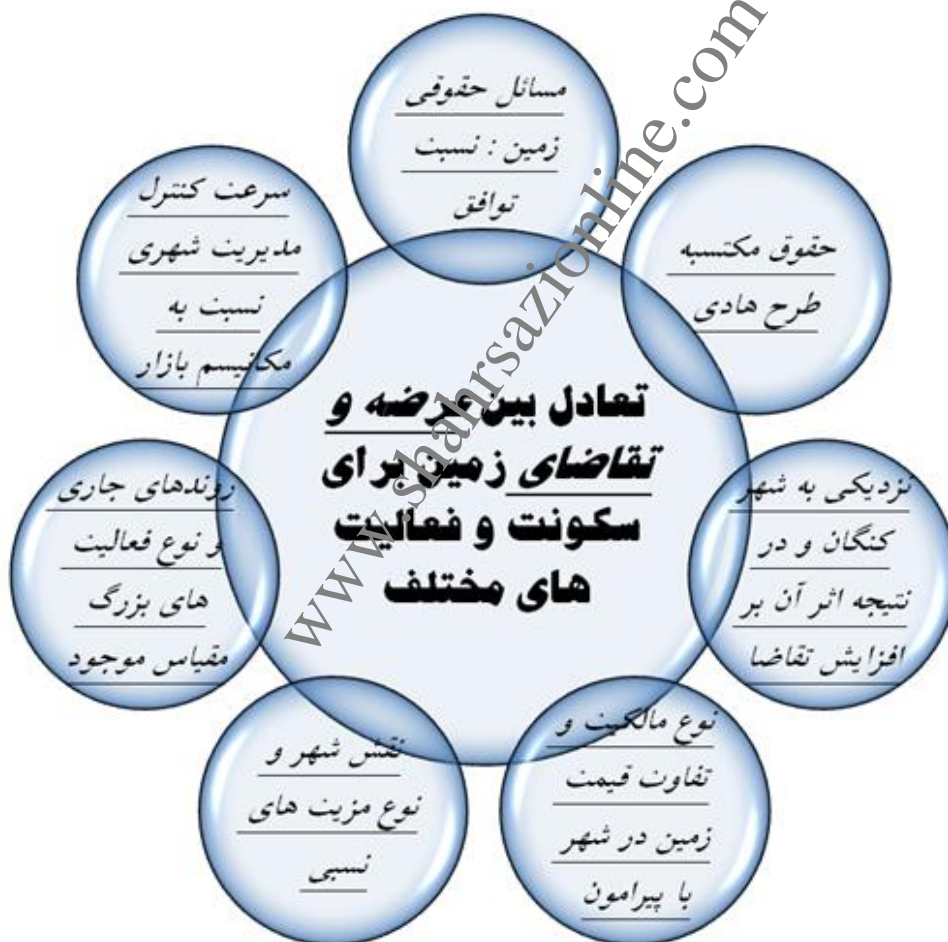 مسائل حقوقی
زمین : نسبت
توافق
حقوق مکتسبه
طرح هادی
نزدیکی به شهر
کنگان و در
نتیجه اثر آن بر
افزایش تقاضا
نوع مالکیت و
تفاوت قیمت
زمین در شهر
با پیرامون
نقش شهر و
نوع مزیت های
نسبی
روندهای جاری
و نوع فعالیت
های بزرگ
مقیاس موجود
سرعت کنترل
مدیریت شهری
نسبت به
مکانیسم بازار
تعادل بین عرضه و
تقاضای زمین برای
سکونت و فعالیت
های مختلف
www.shahrsazionline.com